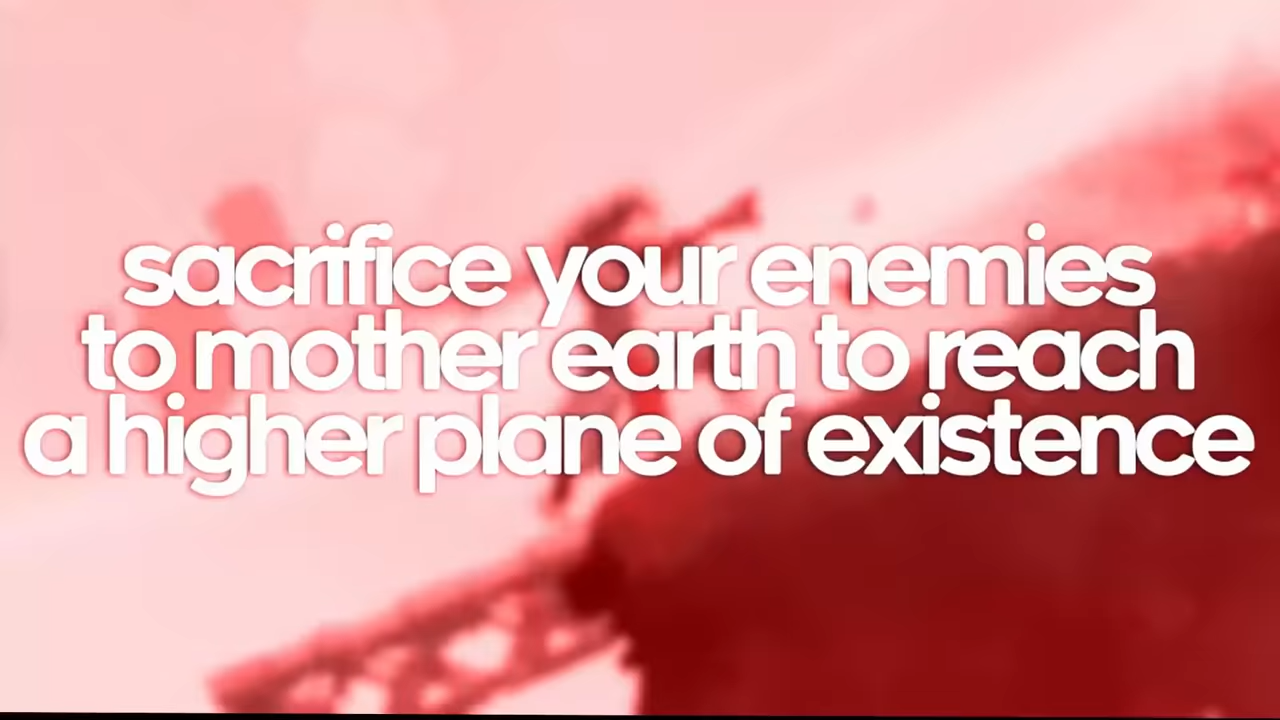 sacrifice your enemies
to mother earth to reach
a higher plane of existence